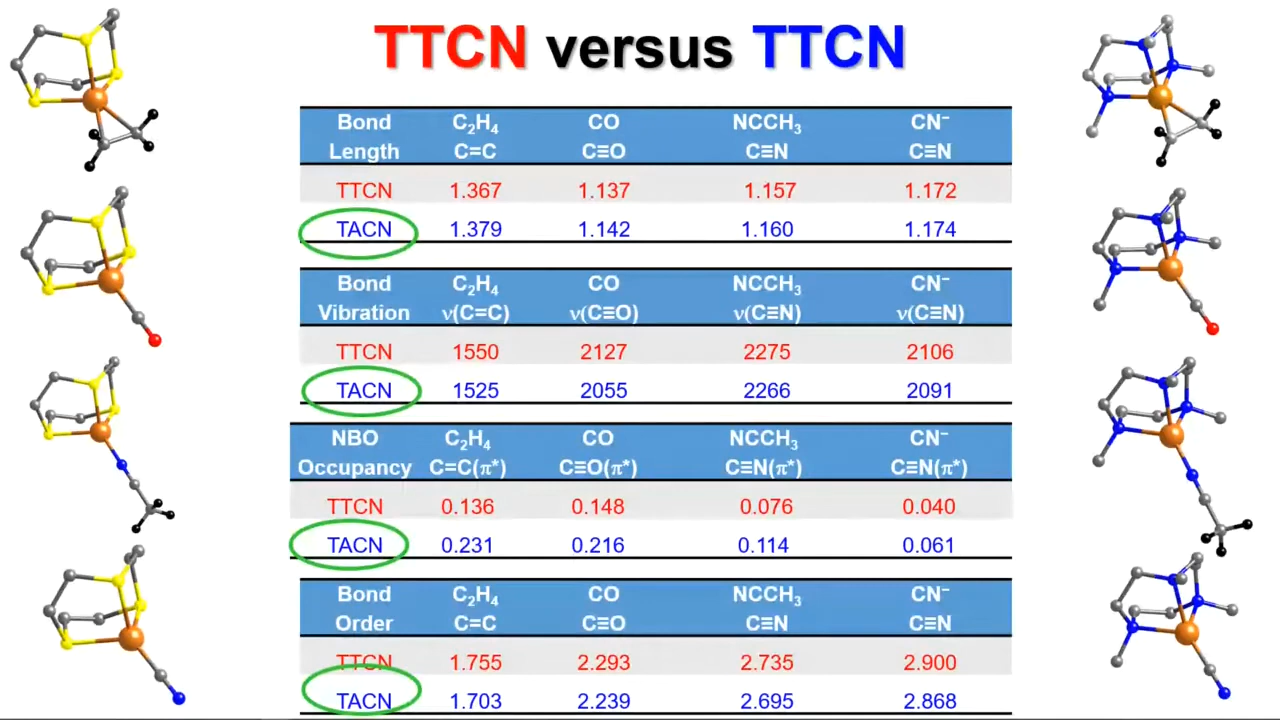 TTCN versus TTCN
Bond C₂H₄ CO NCCH₃ CN⁻
Length C=C C≡O C≡N C≡N
TTCN 1.367 1.137 1.157 1.172
TACN 1.379 1.142 1.160 1.174
Bond C₂H₄ CO NCCH₃ CN⁻
Vibration ν(C=C) ν(C≡O) ν(C≡N) ν(C≡N)
TTCN 1550 2127 2275 2106
TACN 1525 2055 2266 2091
NBO C₂H₄ CO NCCH₃ CN⁻
Occupancy C=C(π*) C≡O(π*) C≡N(π*) C≡N(π*)
TTCN 0.136 0.148 0.076 0.040
TACN 0.231 0.216 0.114 0.061
Bond C₂H₄ CO NCCH₃ CN⁻
Order C=C C≡O C≡N C≡N
TTCN 1.755 2.293 2.735 2.900
TACN 1.703 2.239 2.695 2.868